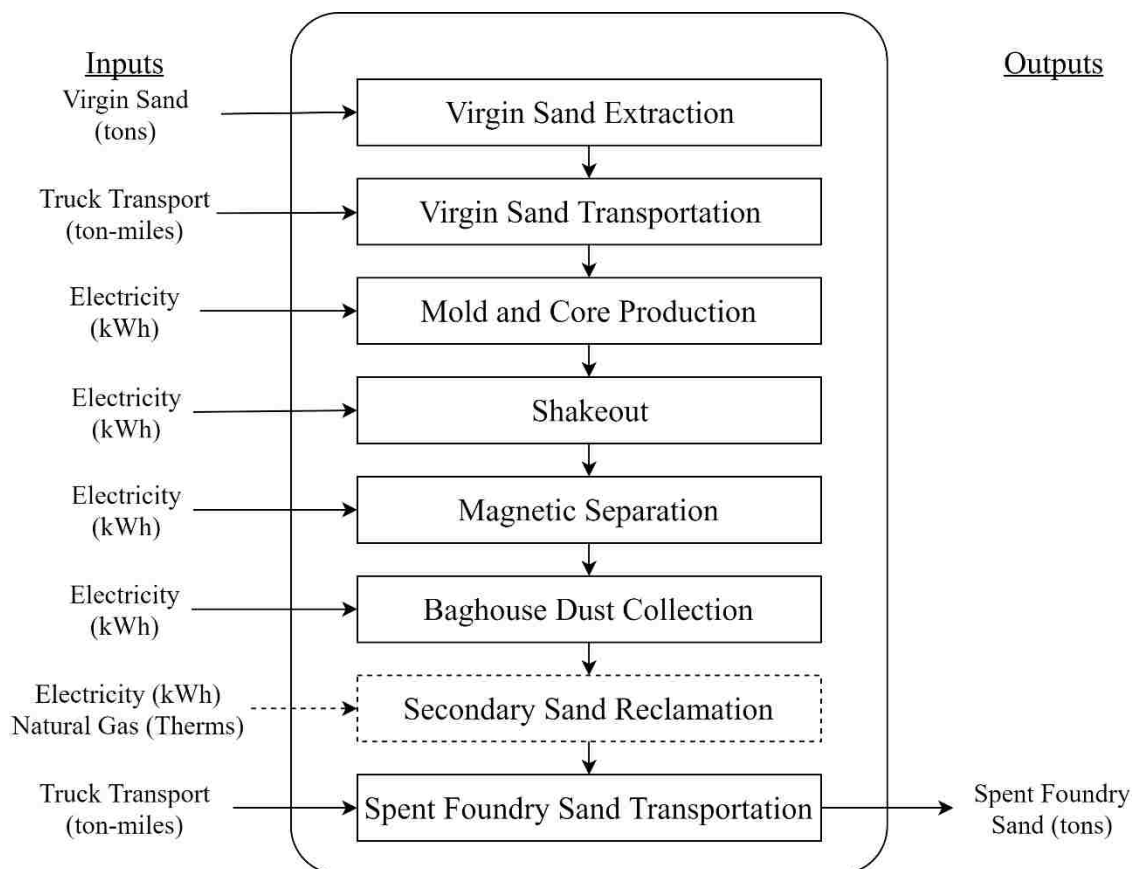 Inputs
Outputs
Virgin Sand
(tons)
Virgin Sand Extraction
Truck Transport
(ton-miles)
Virgin Sand Transportation
Electricity
(kWh)
Mold and Core Production
Electricity
(kWh)
Shakeout
Electricity
(kWh)
Magnetic Separation
Electricity
(kWh)
Baghouse Dust Collection
Electricity (kWh)
Natural Gas (Therms)
Secondary Sand Reclamation
Truck Transport
(ton-miles)
Spent Foundry Sand Transportation
Spent Foundry
Sand (tons)